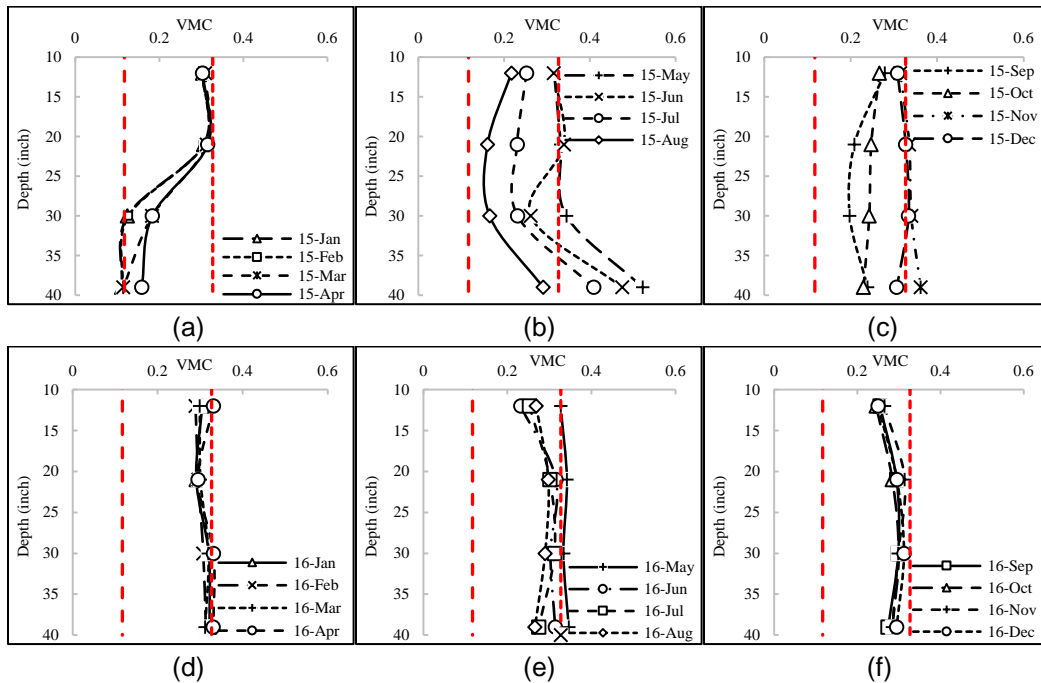 VMC
0 0.2 0.4 0.6
10
15
20
25
30
35
40
Depth (inch)
15-Jan
15-Feb
15-Mar
15-Apr
(a)
VMC
0 0.2 0.4 0.6
10
15
20
25
30
35
40
Depth (inch)
15-May
15-Jun
15-Jul
15-Aug
(b)
VMC
0 0.2 0.4 0.6
10
15
20
25
30
35
40
Depth (inch)
15-Sep
15-Oct
15-Nov
15-Dec
(c)
VMC
0 0.2 0.4 0.6
10
15
20
25
30
35
40
Depth (inch)
16-Jan
16-Feb
16-Mar
16-Apr
(d)
VMC
0 0.2 0.4 0.6
10
15
20
25
30
35
40
Depth (inch)
16-May
16-Jun
16-Jul
16-Aug
(e)
VMC
0 0.2 0.4 0.6
10
15
20
25
30
35
40
Depth (inch)
16-Sep
16-Oct
16-Nov
16-Dec
(f)